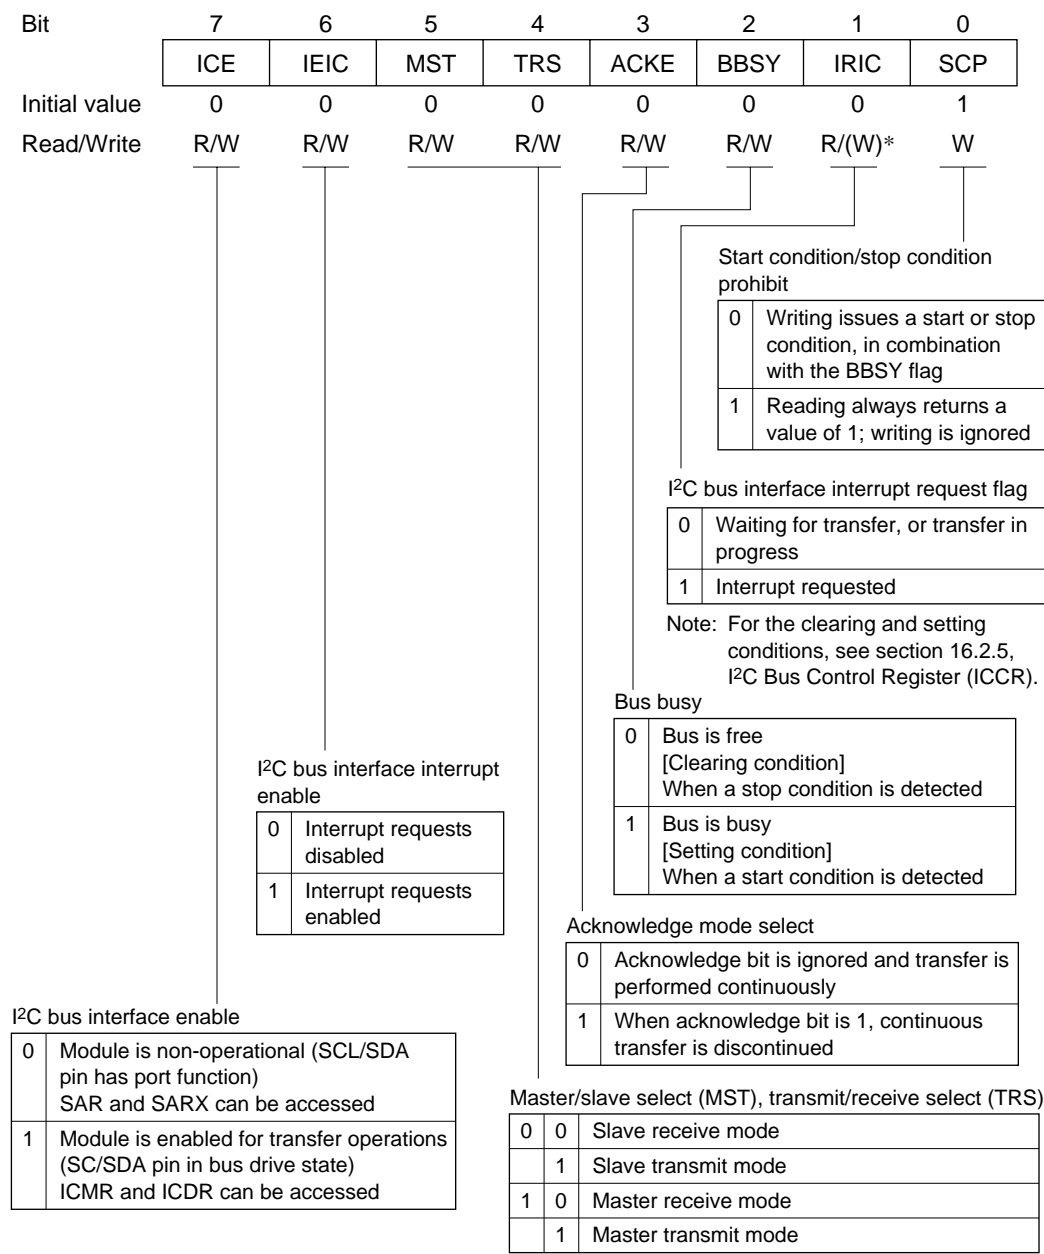 Bit 7 6 5 4 3 2 1 0
ICE IEIC MST TRS ACKE BBSY IRIC SCP
Initial value 0 0 0 0 0 0 0 1
Read/Write R/W R/W R/W R/W R/W R/W R/(W)* W
Start condition/stop condition
prohibit
0 Writing issues a start or stop
condition, in combination
with the BBSY flag
1 Reading always returns a
value of 1; writing is ignored
I²C bus interface interrupt request flag
0 Waiting for transfer, or transfer in
progress
1 Interrupt requested
Note: For the clearing and setting
conditions, see section 16.2.5,
I²C Bus Control Register (ICCR).
Bus busy
0 Bus is free
[Clearing condition]
When a stop condition is detected
1 Bus is busy
[Setting condition]
When a start condition is detected
I²C bus interface interrupt
enable
0 Interrupt requests
disabled
1 Interrupt requests
enabled
Acknowledge mode select
0 Acknowledge bit is ignored and transfer is
performed continuously
1 When acknowledge bit is 1, continuous
transfer is discontinued
I²C bus interface enable
0 Module is non-operational (SCL/SDA
pin has port function)
SAR and SARX can be accessed
1 Module is enabled for transfer operations
(SC/SDA pin in bus drive state)
ICMR and ICDR can be accessed
Master/slave select (MST), transmit/receive select (TRS)
0 0 Slave receive mode
1 Slave transmit mode
1 0 Master receive mode
1 Master transmit mode